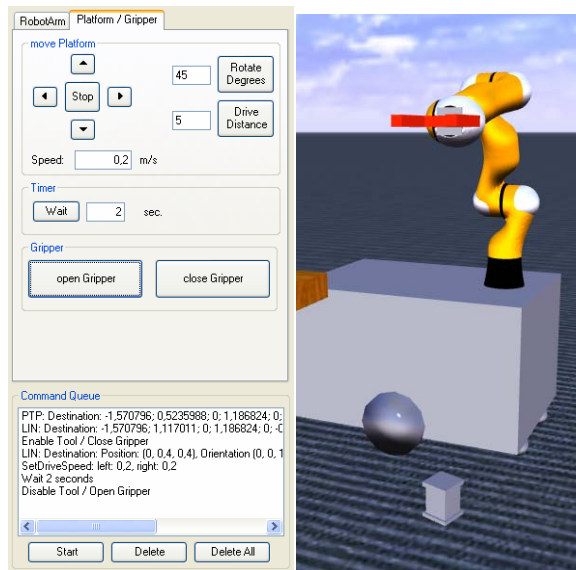 RobotArm Platform / Gripper
move Platform
Stop
45 Rotate Degrees
5 Drive Distance
Speed: 0,2 m/s
Timer
Wait 2 sec.
Gripper
open Gripper close Gripper
Command Queue
PTP: Destination: -1,570796; 0,5235988; 0; 1,186824; 0;
LIN: Destination: -1,570796; 1,117011; 0; 1,186824; 0; -0
Enable Tool / Close Gripper
LIN: Destination: Position: (0, 0,4, 0,4), Orientation (0, 0, 1
SetDriveSpeed: left: 0,2, right: 0,2
Wait 2 seconds
Disable Tool / Open Gripper
Start Delete Delete All